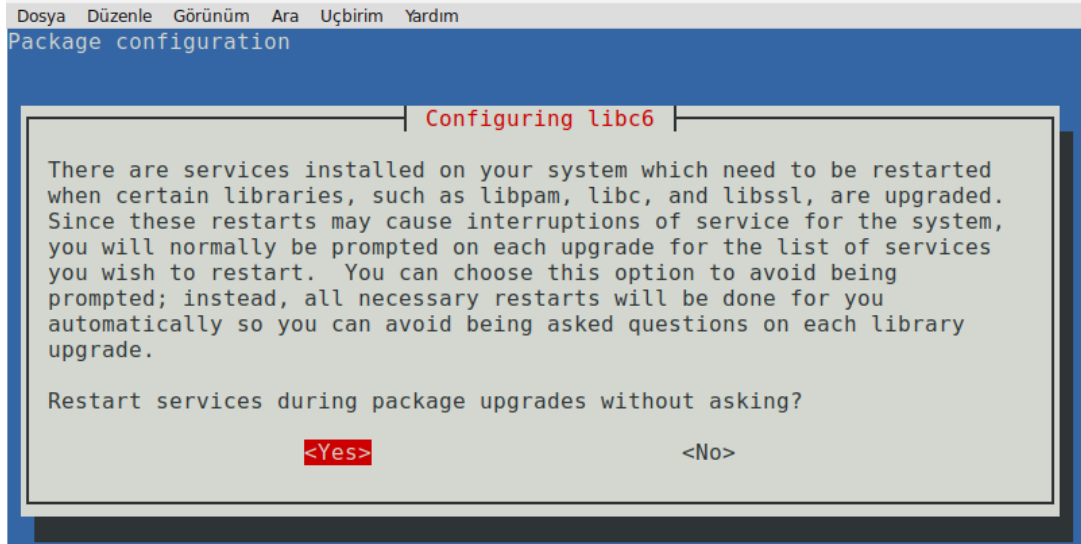 Dosya Düzenle Görünüm Ara Uçbirim Yardım
Package configuration
Configuring libc6
There are services installed on your system which need to be restarted
when certain libraries, such as libpam, libc, and libssl, are upgraded.
Since these restarts may cause interruptions of service for the system,
you will normally be prompted on each upgrade for the list of services
you wish to restart.  You can choose this option to avoid being
prompted; instead, all necessary restarts will be done for you
automatically so you can avoid being asked questions on each library
upgrade.
Restart services during package upgrades without asking?
<Yes> <No>